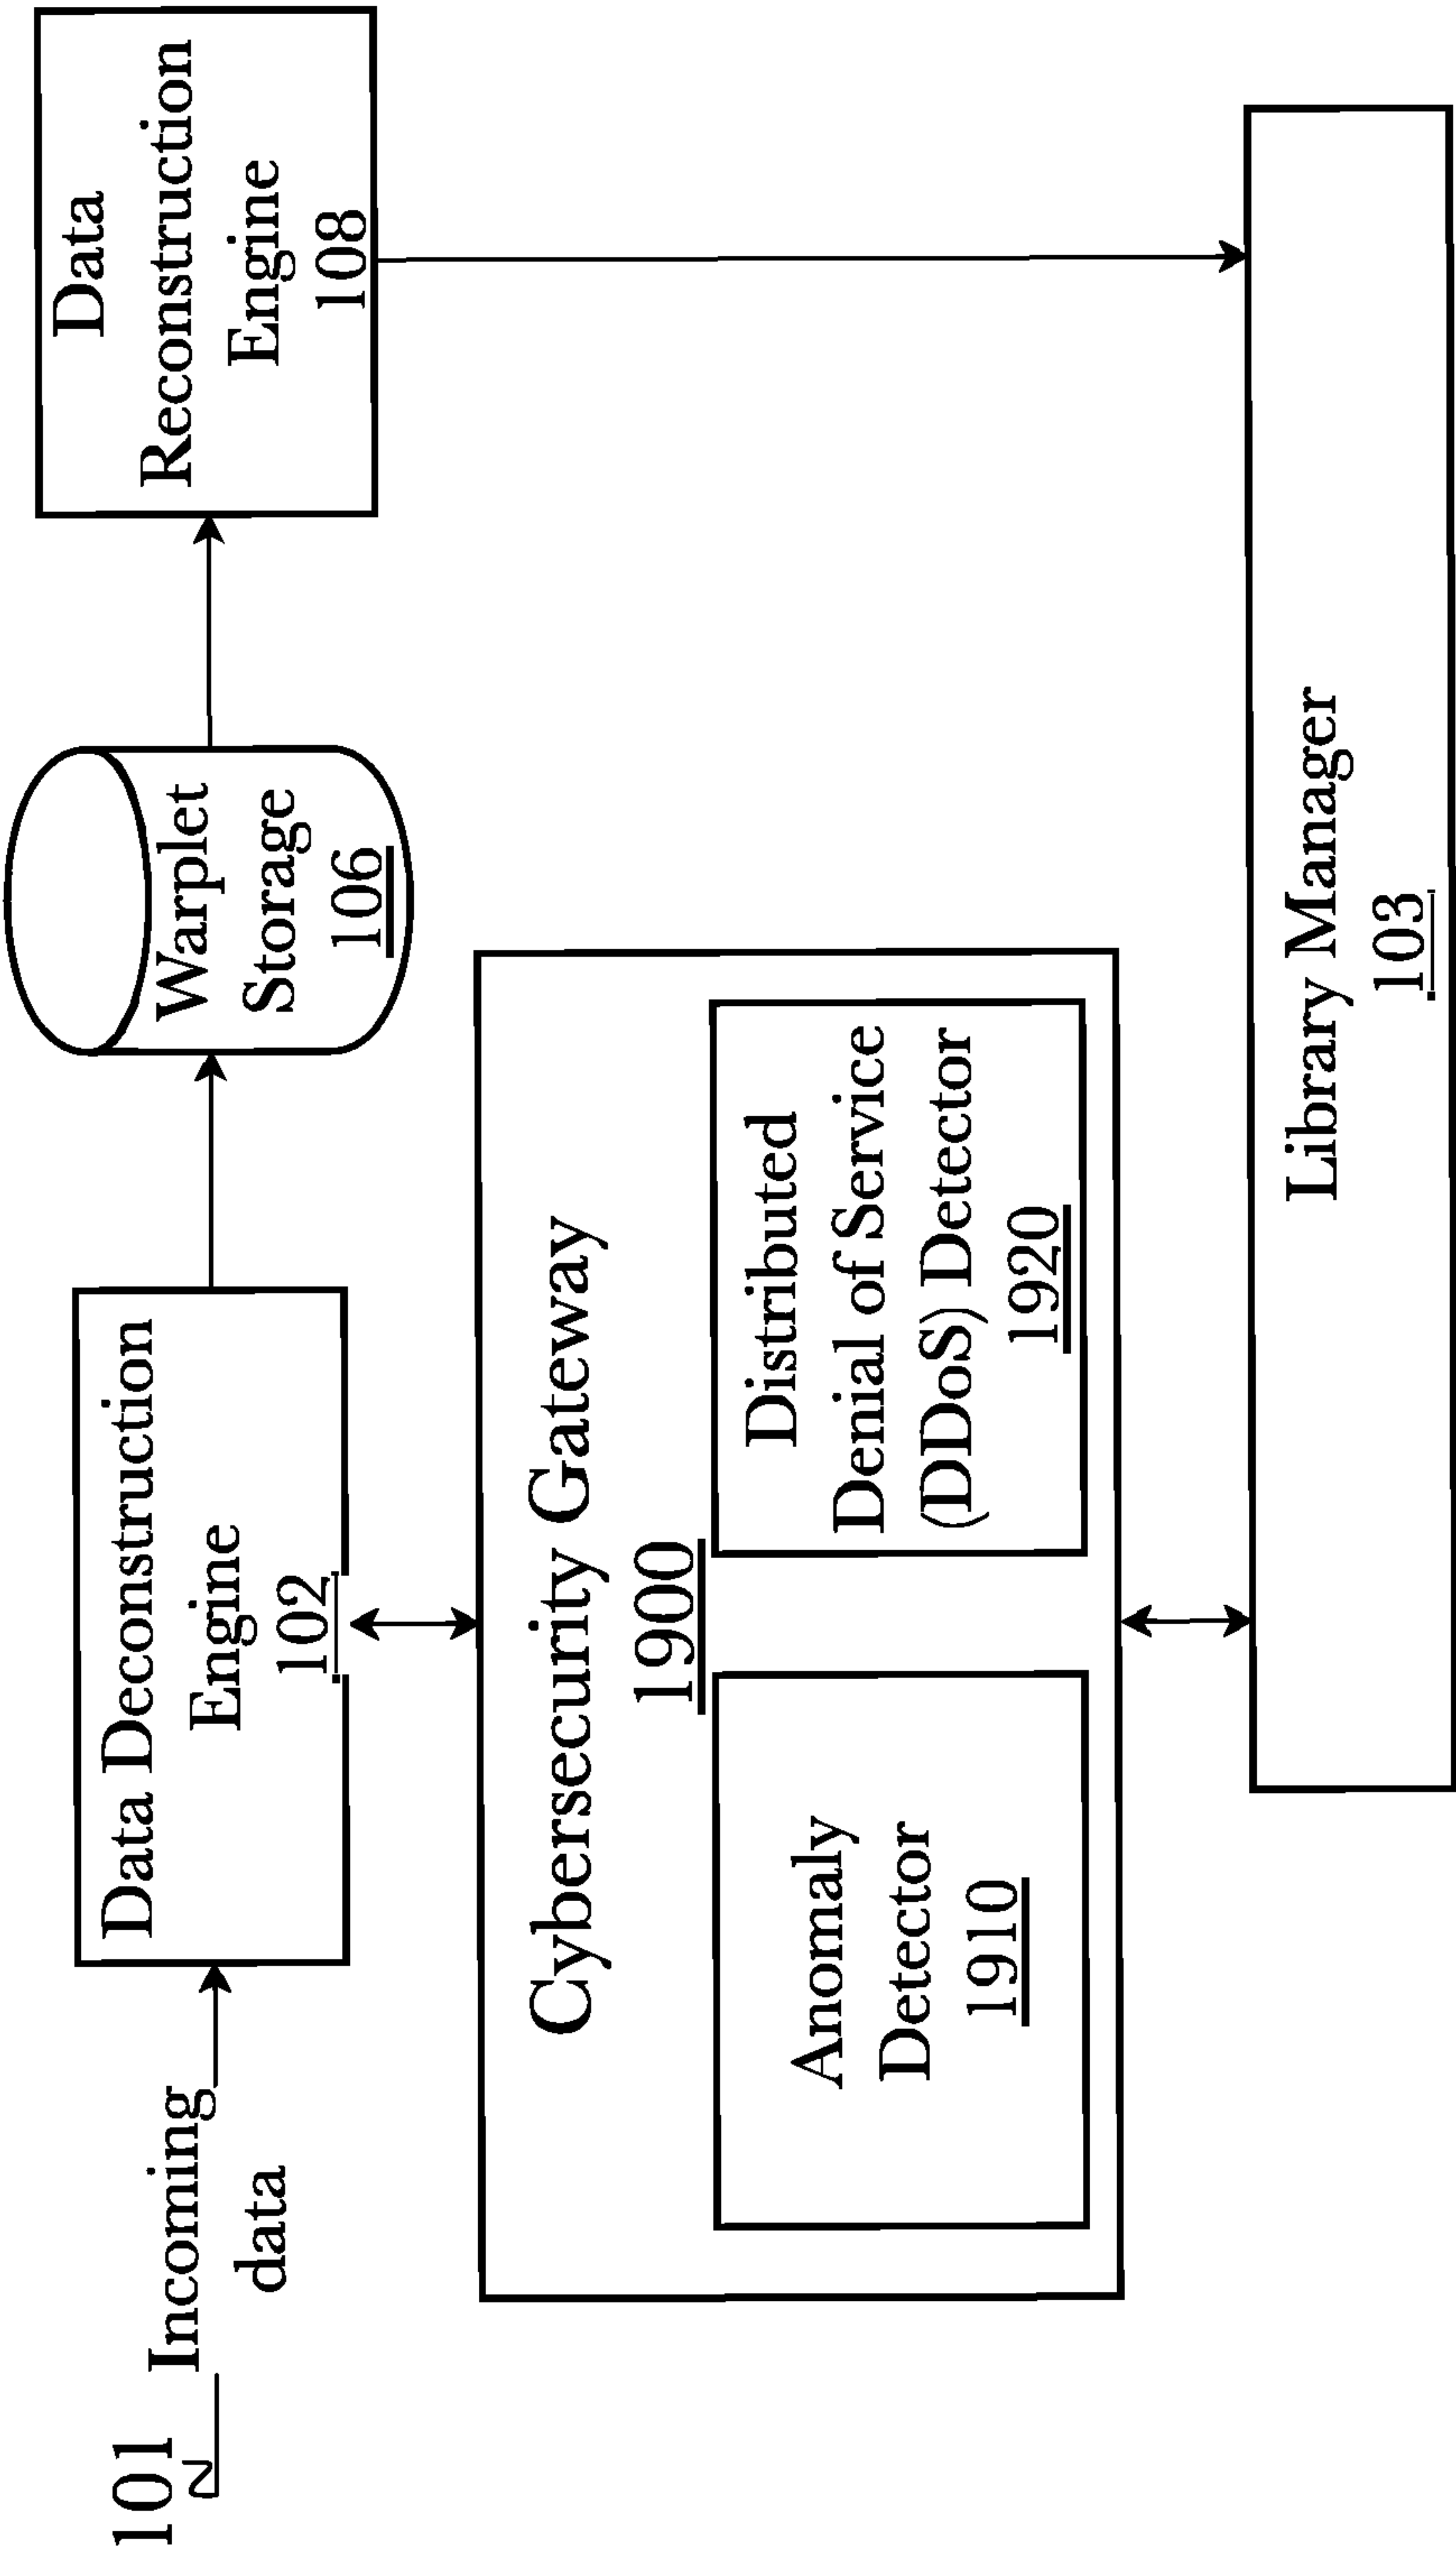 101
Incoming
data
Data Deconstruction
Engine
102
Warplet
Storage
106
Data
Reconstruction
Engine
108
Cybersecurity Gateway
1900
Anomaly
Detector
1910
Distributed
Denial of Service
(DDoS) Detector
1920
Library Manager
103